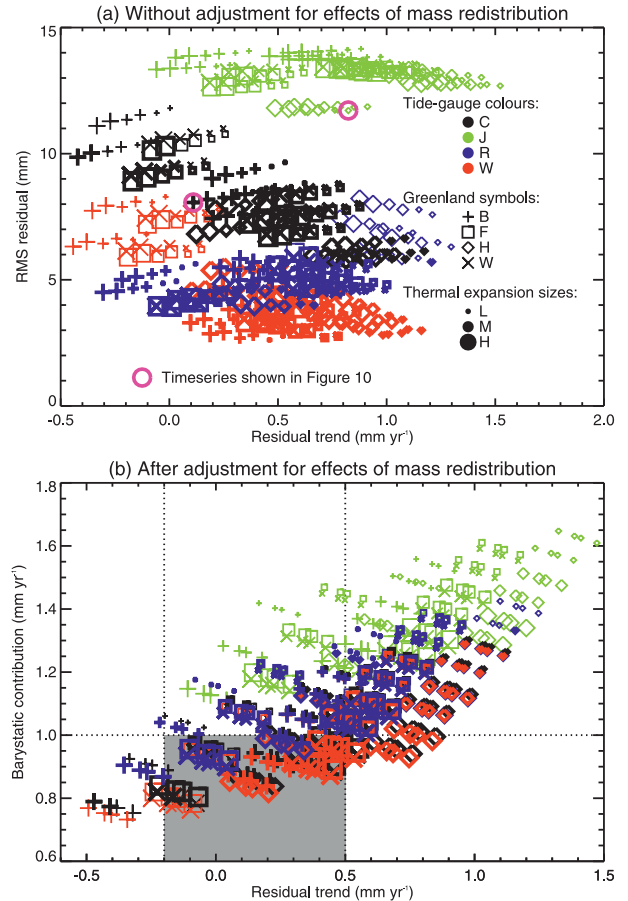 (a) Without adjustment for effects of mass redistribution
15
10
5
0
RMS residual (mm)
Tide-gauge colours:
C
J
R
W
Greenland symbols:
B
F
H
W
Thermal expansion sizes:
L
M
H
Timeseries shown in Figure 10
-0.5 0.0 0.5 1.0 1.5 2.0
Residual trend (mm yr⁻¹)
(b) After adjustment for effects of mass redistribution
1.8
1.6
1.4
1.2
1.0
0.8
0.6
Barystatic contribution (mm yr⁻¹)
-0.5 0.0 0.5 1.0 1.5
Residual trend (mm yr⁻¹)